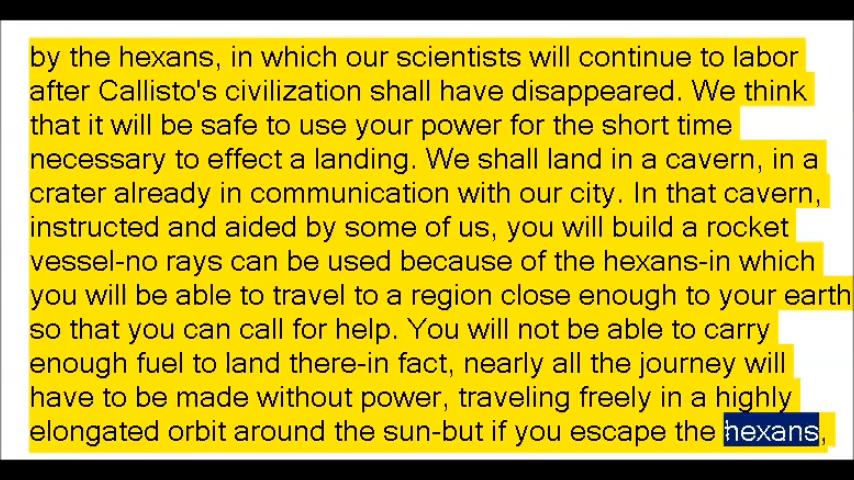 by the hexans, in which our scientists will continue to labor
after Callisto's civilization shall have disappeared. We think
that it will be safe to use your power for the short time
necessary to effect a landing. We shall land in a cavern, in a
crater already in communication with our city. In that cavern,
instructed and aided by some of us, you will build a rocket
vessel-no rays can be used because of the hexans-in which
you will be able to travel to a region close enough to your earth
so that you can call for help. You will not be able to carry
enough fuel to land there-in fact, nearly all the journey will
have to be made without power, traveling freely in a highly
elongated orbit around the sun-but if you escape the hexans,